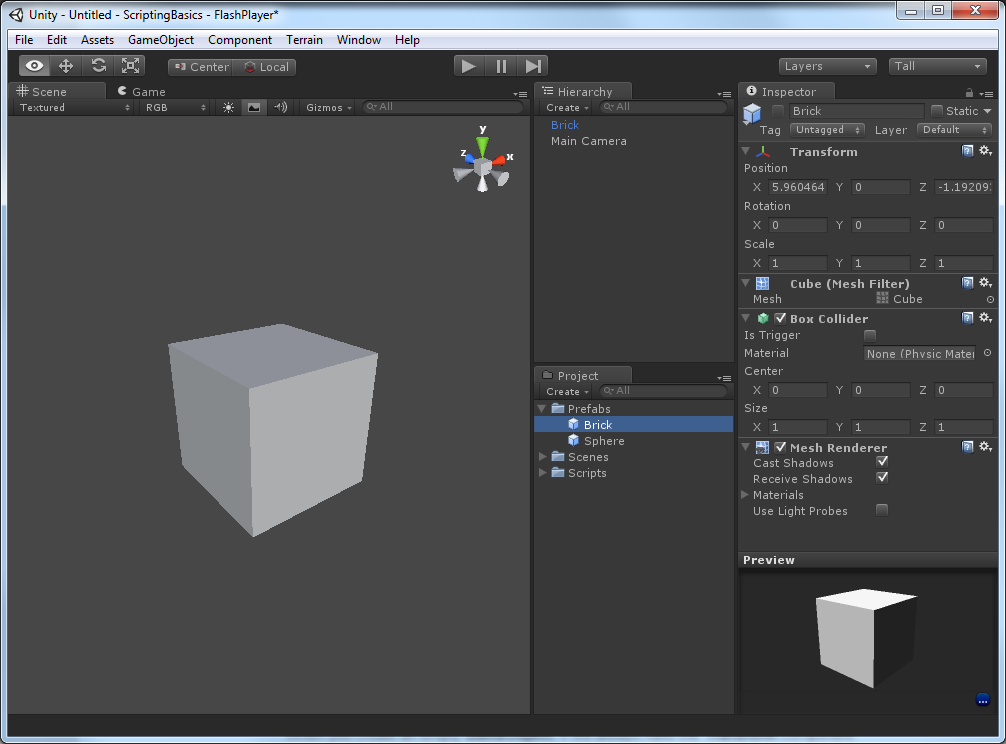 Unity - Untitled - ScriptingBasics - FlashPlayer*
File Edit Assets GameObject Component Terrain Window Help
Center Local Layers Tall
Scene Game
Textured RGB Gizmos All
y
z
x
Hierarchy
Create All
Brick
Main Camera
Project
Create All
Prefabs
Brick
Sphere
Scenes
Scripts
Inspector
Brick Static
Tag Untagged Layer Default
Transform
Position
X 5.960464 Y 0 Z -1.19209
Rotation
X 0 Y 0 Z 0
Scale
X 1 Y 1 Z 1
Cube (Mesh Filter)
Mesh Cube
Box Collider
Is Trigger
Material None (Physic Mater
Center
X 0 Y 0 Z 0
Size
X 1 Y 1 Z 1
Mesh Renderer
Cast Shadows
Receive Shadows
Materials
Use Light Probes
Preview